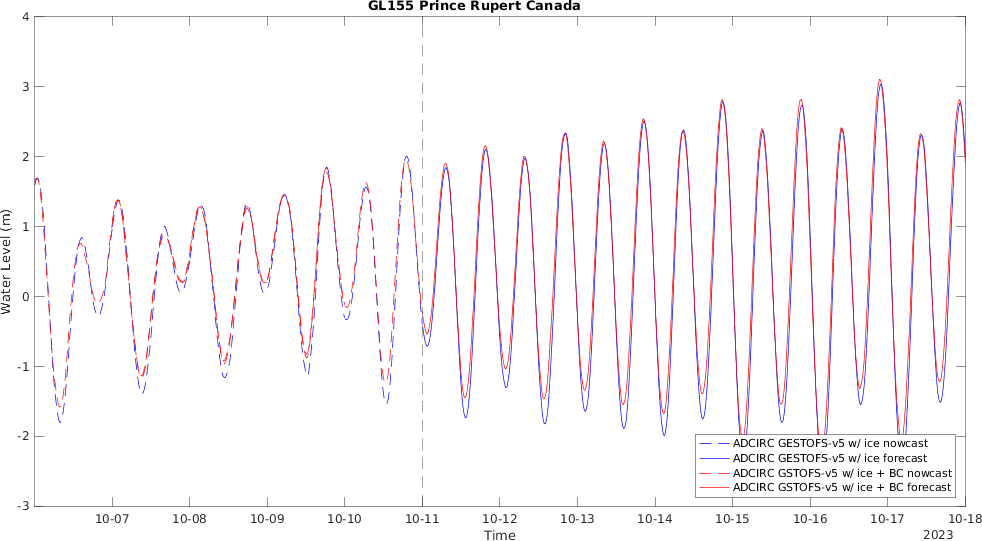 GL155 Prince Rupert Canada
4
3
2
1
0
-1
-2
-3
Water Level (m)
ADCIRC GESTOFS-v5 w/ ice nowcast
ADCIRC GESTOFS-v5 w/ ice forecast
ADCIRC GSTOFS-v5 w/ ice + BC nowcast
ADCIRC GSTOFS-v5 w/ ice + BC forecast
10-07 10-08 10-09 10-10 10-11 10-12 10-13 10-14 10-15 10-16 10-17 10-18
Time
2023